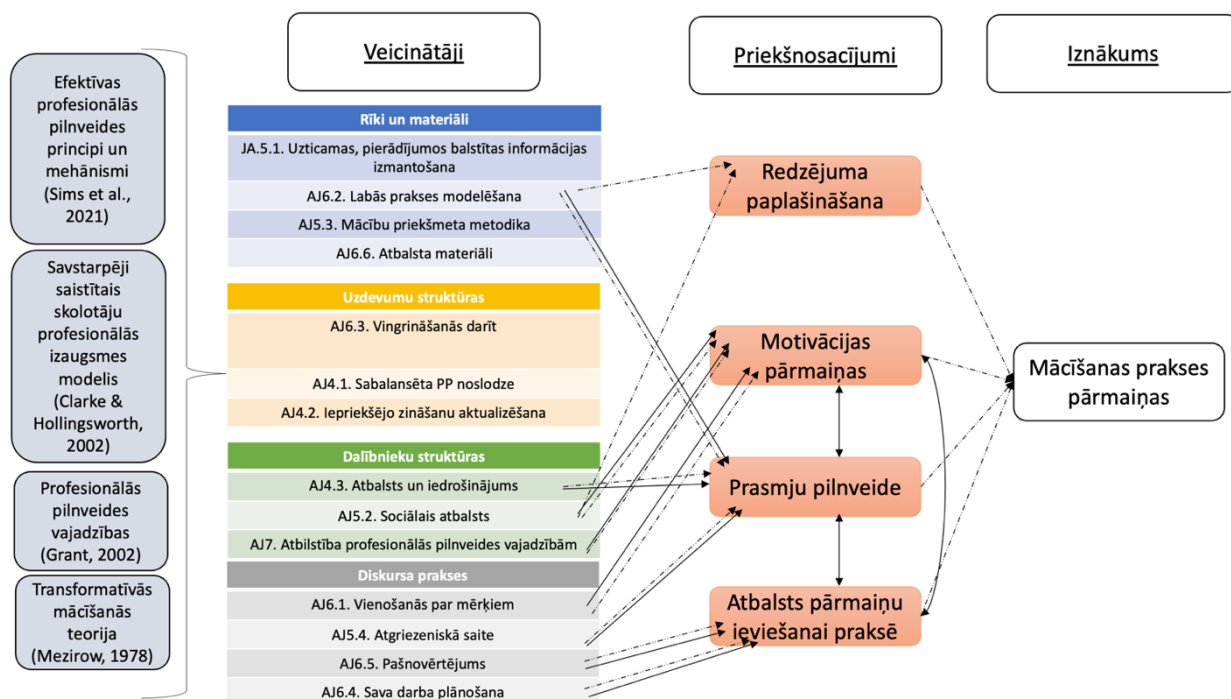 Veicinātāji
Priekšnosacījumi
Iznākums
Efektīvas
profesionālās
pilnveides
principi un
mehānismi
(Sims et al.,
2021)
Savstarpēji
saistītais
skolotāju
profesionālās
izaugsmes
modelis
(Clarke &
Hollingsworth,
2002)
Profesionālās
pilnveides
vajadzības
(Grant, 2002)
Transformatīvās
mācīšanās
teorija
(Mezirow, 1978)
Rīki un materiāli
JA.5.1. Uzticamas, pierādījumos balstītas informācijas
izmantošana
AJ6.2. Labās prakses modelēšana
AJ5.3. Mācību priekšmeta metodika
AJ6.6. Atbalsta materiāli
Uzdevumu struktūras
AJ6.3. Vingrināšanās darīt
AJ4.1. Sabalansēta PP noslodze
AJ4.2. Iepriekšējo zināšanu aktualizēšana
Dalībnieku struktūras
AJ4.3. Atbalsts un iedrošinājums
AJ5.2. Sociālais atbalsts
AJ7. Atbilstība profesionālās pilnveides vajadzībām
Diskursa prakses
AJ6.1. Vienošanās par mērķiem
AJ5.4. Atgriezeniskā saite
AJ6.5. Pašnovērtējums
AJ6.4. Sava darba plānošana
Redzējuma
paplašināšana
Motivācijas
pārmaiņas
Prasmju pilnveide
Atbalsts pārmaiņu
ieviešanai praksē
Mācīšanas prakses
pārmaiņas